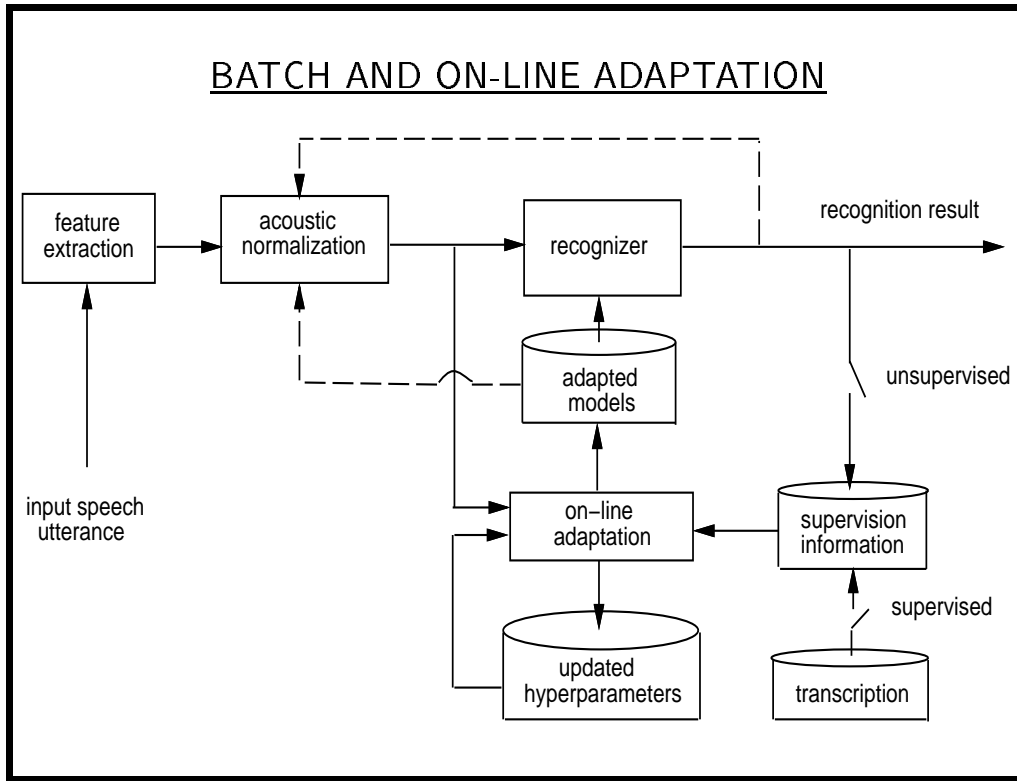 BATCH AND ON-LINE ADAPTATION
feature
extraction
acoustic
normalization
recognizer
recognition result
adapted
models
unsupervised
input speech
utterance
on-line
adaptation
supervision
information
supervised
updated
hyperparameters
transcription